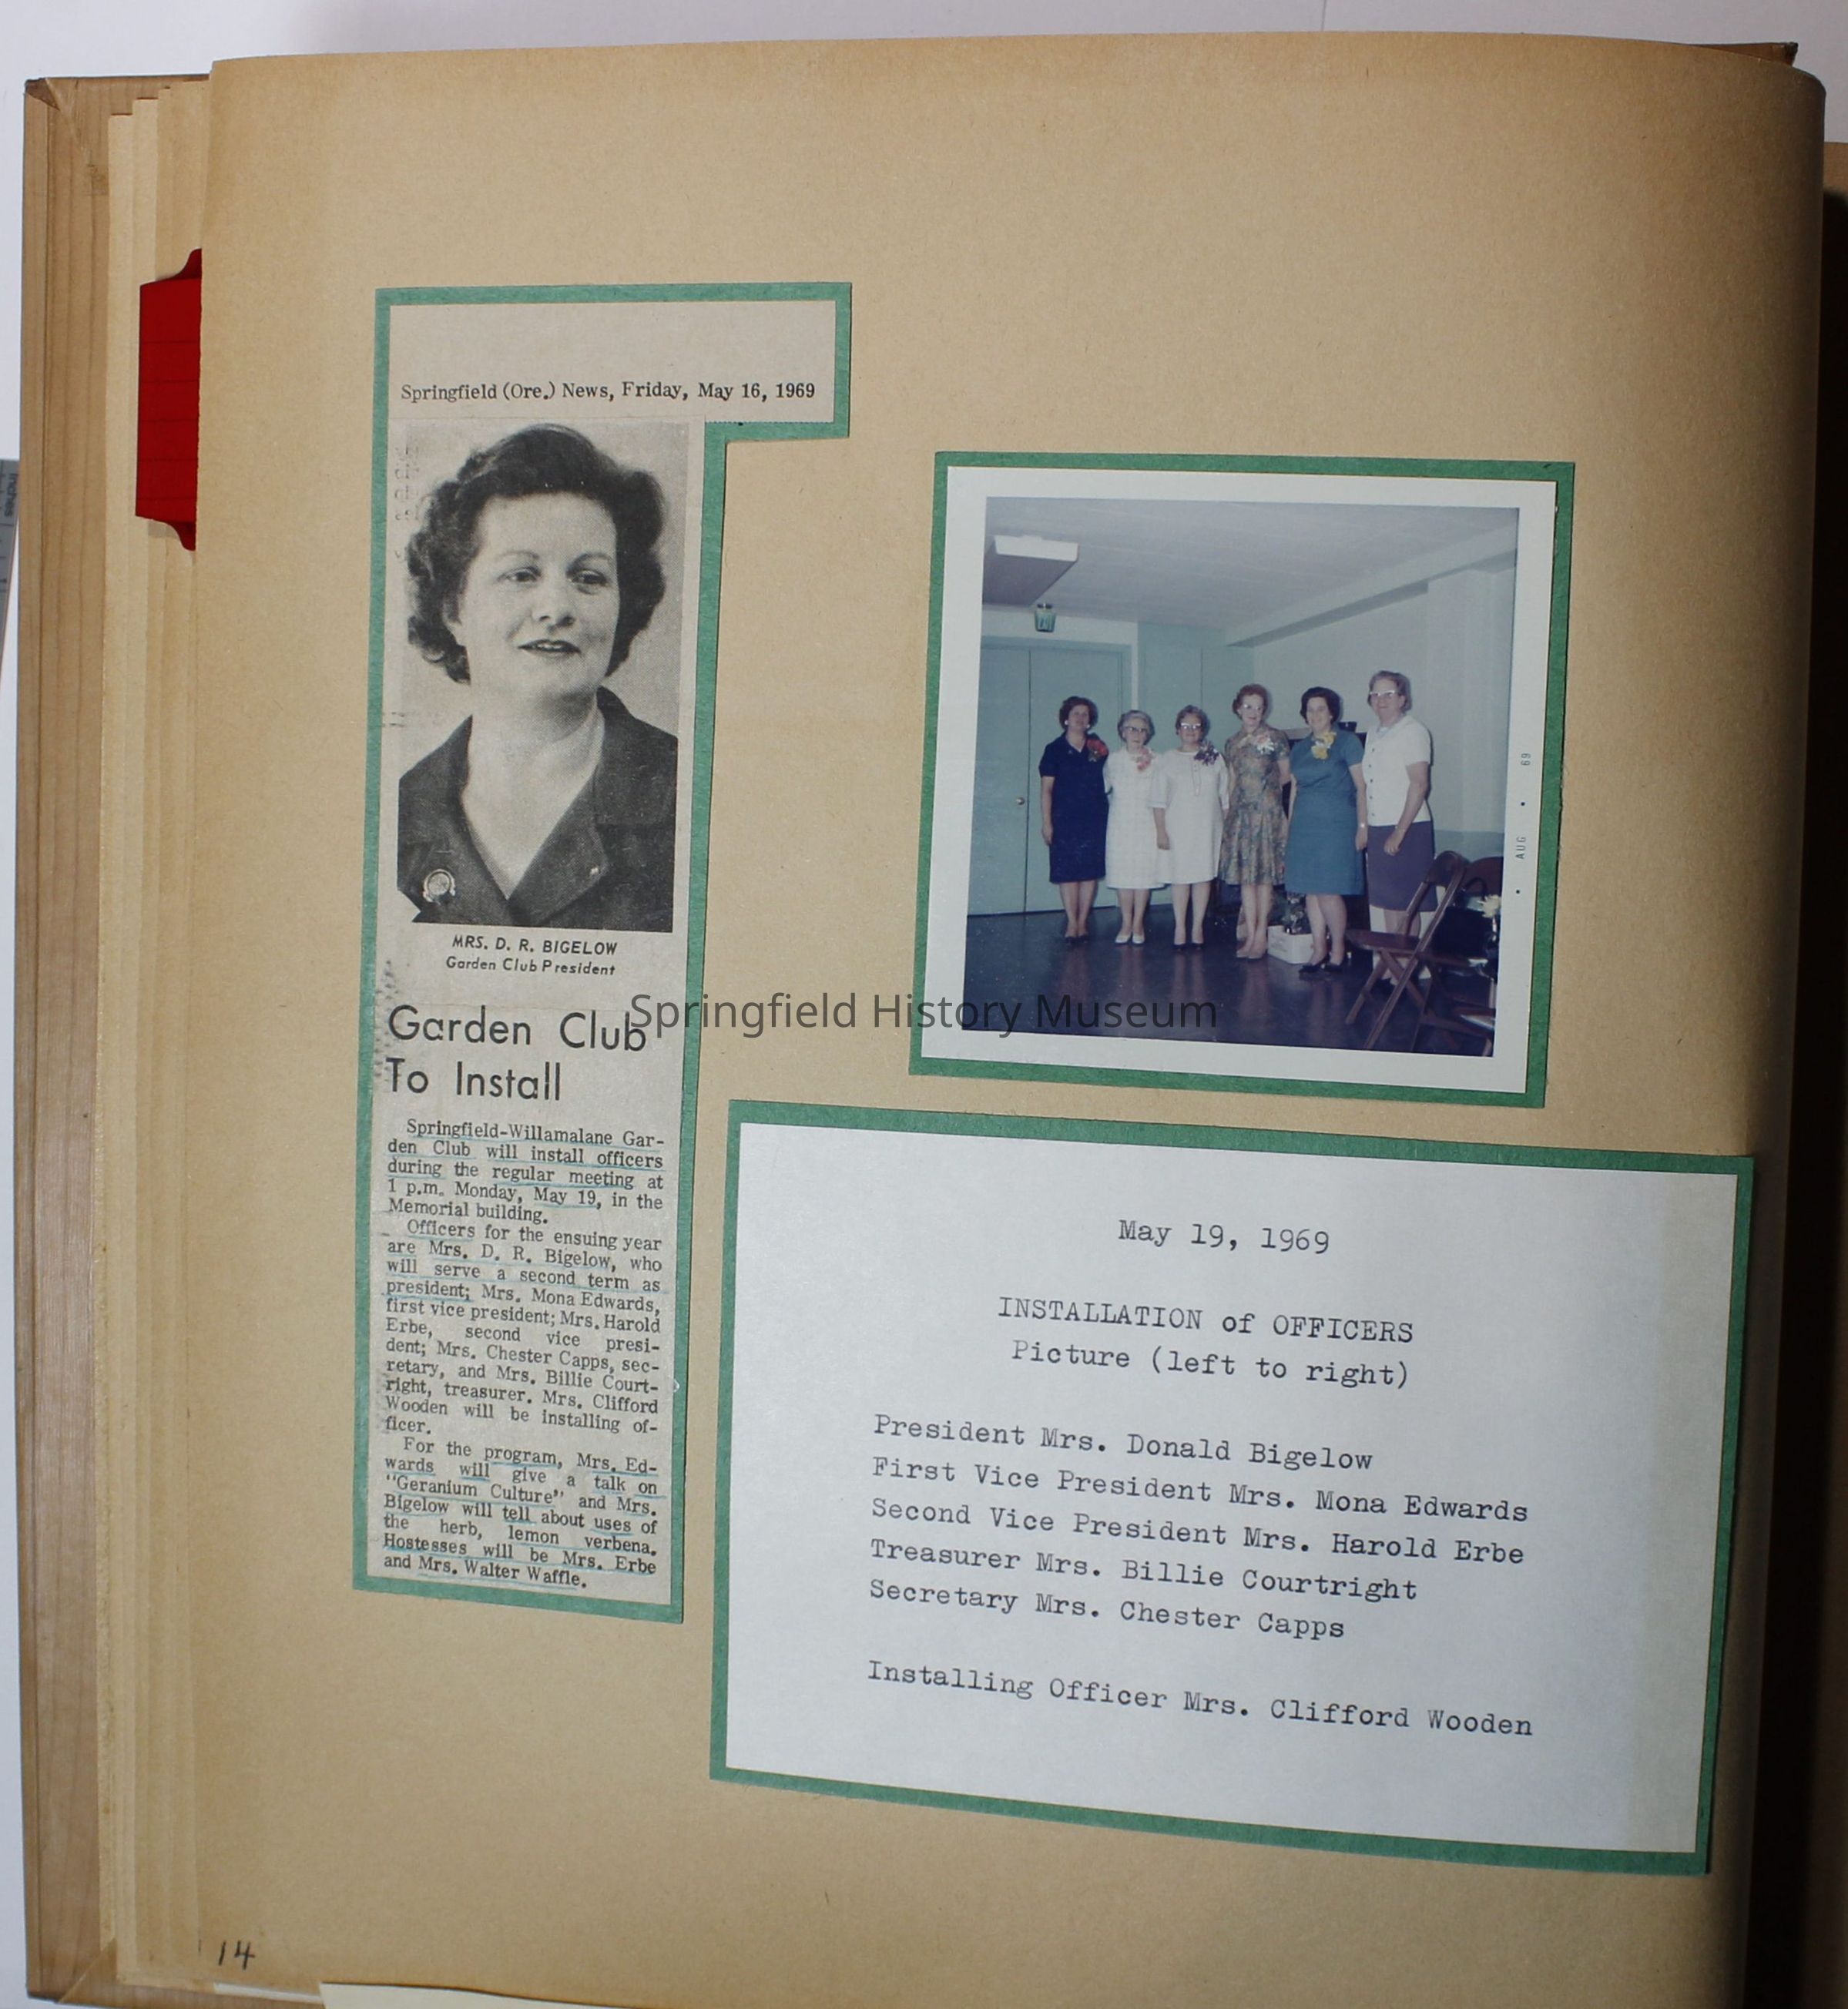 Springfield (Ore.) News, Friday, May 16, 1969
MRS. D. R. BIGELOW
Garden Club President
Garden Club
To Install
Springfield-Willamalane Gar-
den Club will install officers
during the regular meeting at
1 p.m. Monday, May 19, in the
Memorial building.
Officers for the ensuing year
are Mrs. D. R. Bigelow, who
will serve a second term as
president; Mrs. Mona Edwards,
first vice president; Mrs. Harold
Erbe, second vice presi-
dent; Mrs. Chester Capps, sec-
retary, and Mrs. Billie Court-
right, treasurer. Mrs. Clifford
Wooden will be installing of-
ficer.
For the program, Mrs. Ed-
wards will give a talk on
"Geranium Culture" and Mrs.
Bigelow will tell about uses of
the herb, lemon verbena.
Hostesses will be Mrs. Erbe
and Mrs. Walter Waffle.
• AUG • 69
Springfield History Museum
May 19, 1969
INSTALLATION of OFFICERS
Picture (left to right)
President Mrs. Donald Bigelow
First Vice President Mrs. Mona Edwards
Second Vice President Mrs. Harold Erbe
Treasurer Mrs. Billie Courtright
Secretary Mrs. Chester Capps
Installing Officer Mrs. Clifford Wooden
14
inches